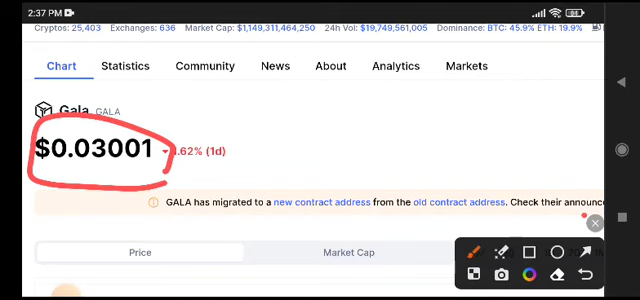 2:37 PM
Cryptos: 25,403 Exchanges: 636 Market Cap: $1,149,311,464,250 24h Vol: $19,749,561,005 Dominance: BTC: 45.9% ETH: 19.9%
Chart Statistics Community News About Analytics Markets
Gala GALA
$0.03001 .62% (1d)
GALA has migrated to a new contract address from the old contract address. Check their announce
Price Market Cap